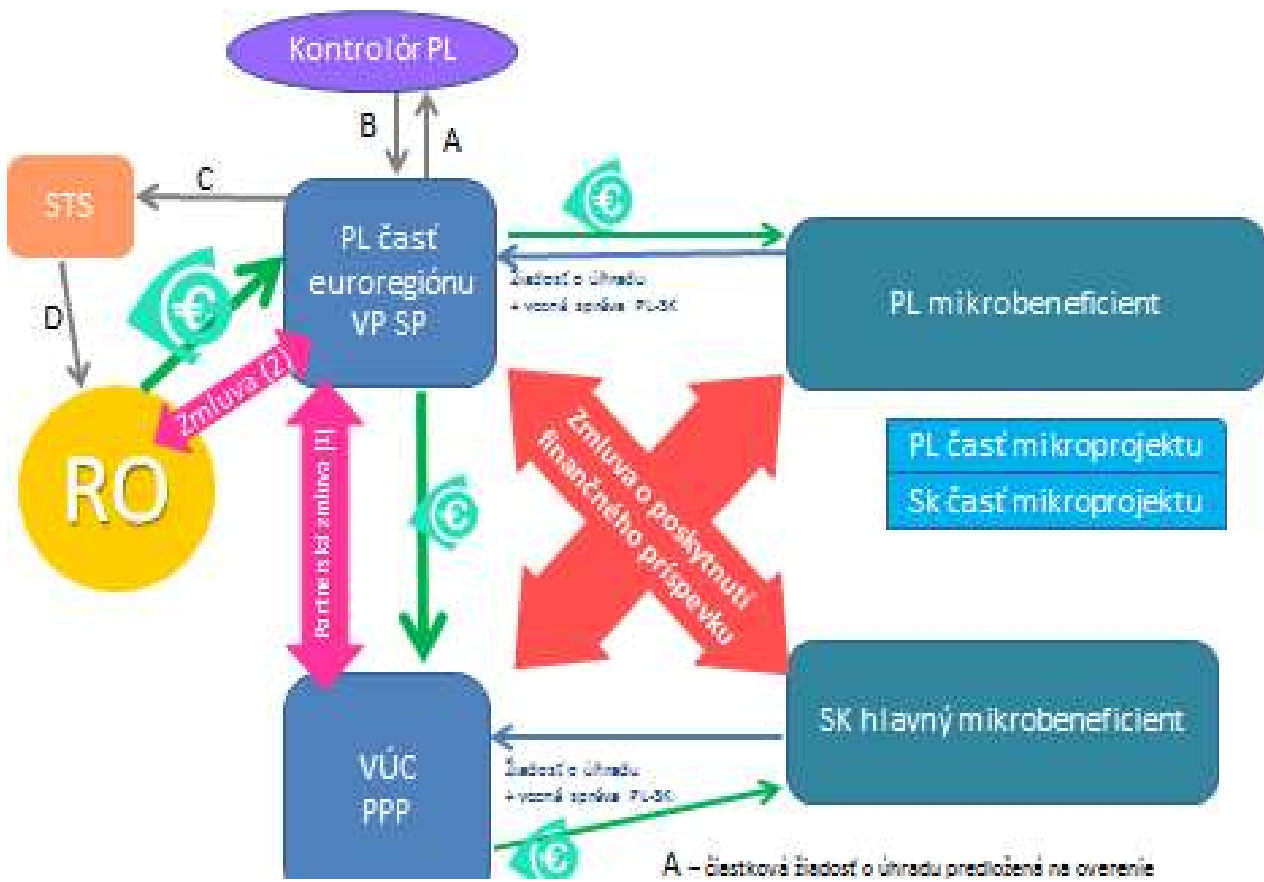 Kontrolór PL
B
A
STS
C
€
PL časť
euroregiónu
VP SP
Žiadosť o úhradu
+ vecná správa PL-SK
PL mikrobeneficient
D
€
Zmluva (2)
RO
Partnerská zmluva (1)
€
Zmluva o poskytnutí
finančného príspevku
PL časť mikroprojektu
Sk časť mikroprojektu
VÚC
PPP
Žiadosť o úhradu
+ vecná správa PL-SK
€
SK hlavný mikrobeneficient
A – čiastková žiadosť o úhradu predložená na overenie